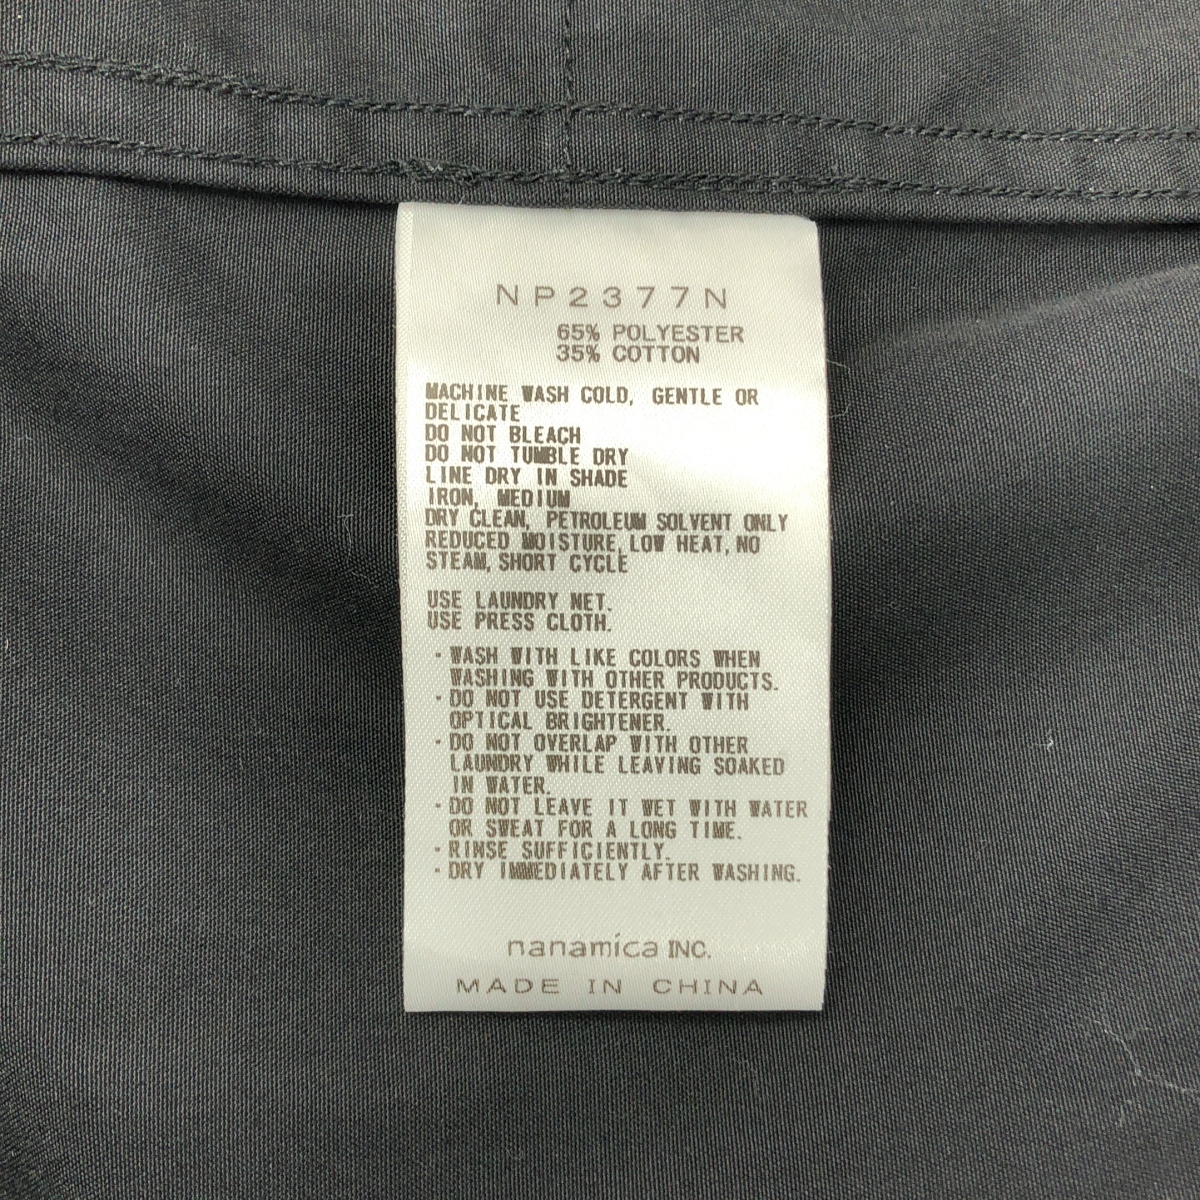 NP2377N
65% POLYESTER
35% COTTON
MACHINE WASH COLD, GENTLE OR
DELICATE
DO NOT BLEACH
DO NOT TUMBLE DRY
LINE DRY IN SHADE
IRON, MEDIUM
DRY CLEAN, PETROLEUM SOLVENT ONLY
REDUCED MOISTURE, LOW HEAT, NO
STEAM, SHORT CYCLE
USE LAUNDRY NET.
USE PRESS CLOTH.
・WASH WITH LIKE COLORS WHEN
WASHING WITH OTHER PRODUCTS.
・DO NOT USE DETERGENT WITH
OPTICAL BRIGHTENER.
・DO NOT OVERLAP WITH OTHER
LAUNDRY WHILE LEAVING SOAKED
IN WATER.
・DO NOT LEAVE IT WET WITH WATER
OR SWEAT FOR A LONG TIME.
・RINSE SUFFICIENTLY.
・DRY IMMEDIATELY AFTER WASHING.
nanamica INC.
MADE IN CHINA